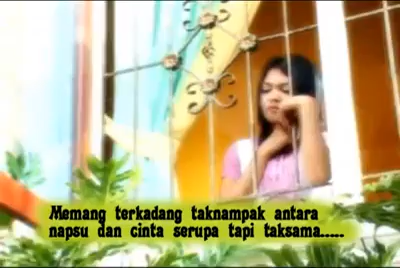 Memang terkadang taknampak antara
napsu dan cinta serupa tapi taksama.....